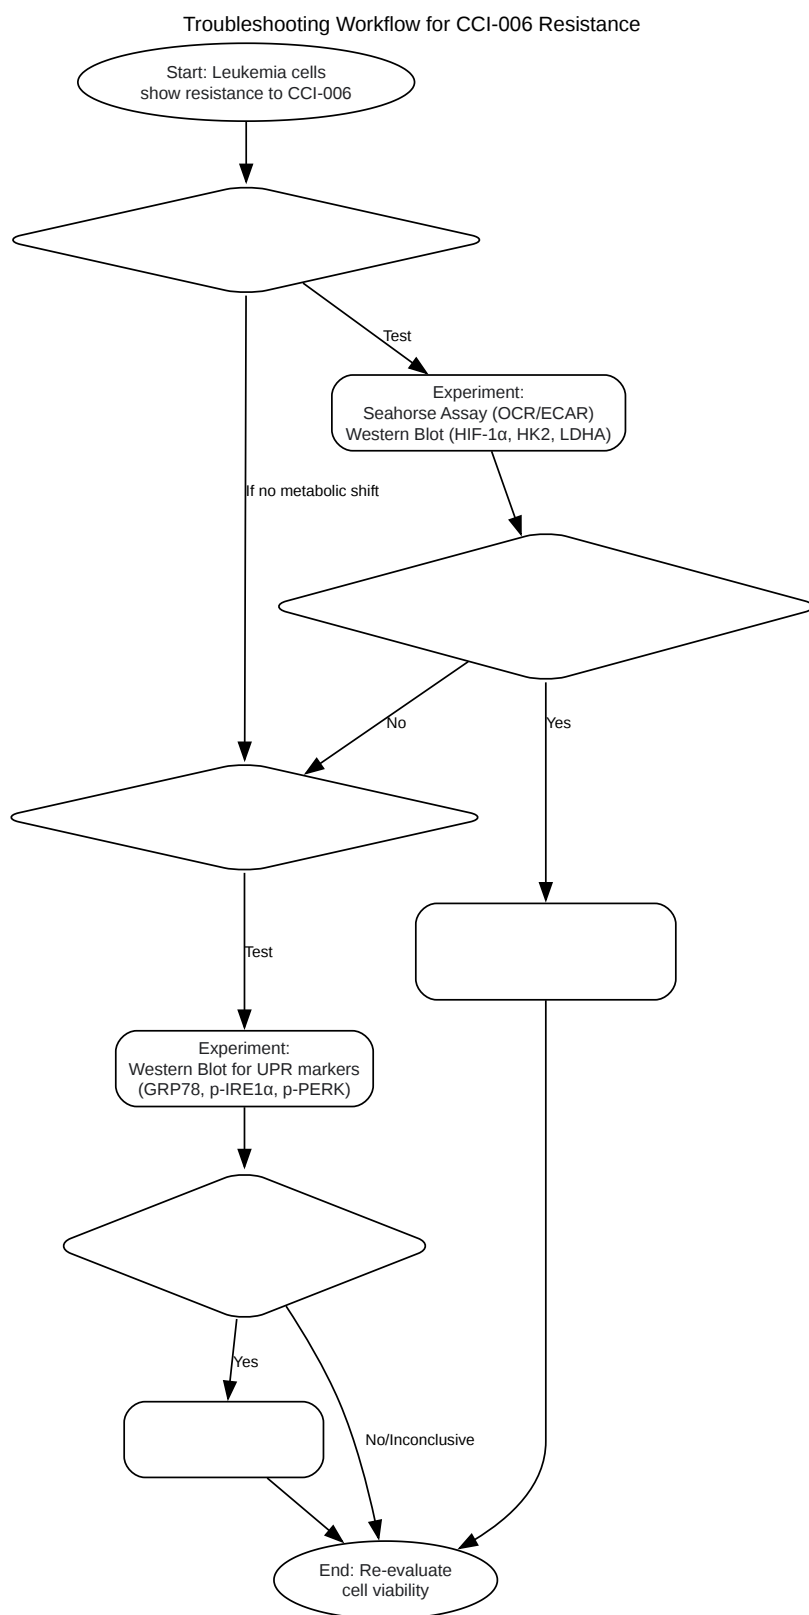 Troubleshooting Workflow for CCI-006 Resistance
Start: Leukemia cells
show resistance to CCI-006
Test
Experiment:
Seahorse Assay (OCR/ECAR)
Western Blot (HIF-1α, HK2, LDHA)
If no metabolic shift
No
Yes
Test
Experiment:
Western Blot for UPR markers
(GRP78, p-IRE1α, p-PERK)
Yes
No/Inconclusive
End: Re-evaluate
cell viability